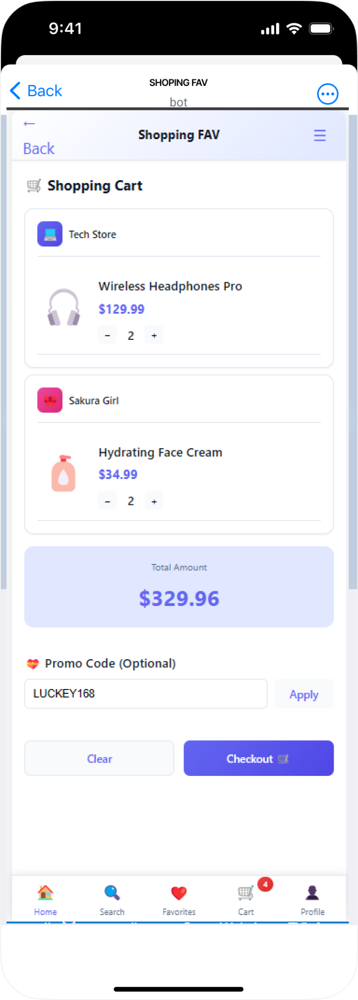 9:41
Back
SHOPING FAV
bot
←
Back
Shopping FAV
Shopping Cart
Tech Store
Wireless Headphones Pro
$129.99
− 2 +
Sakura Girl
Hydrating Face Cream
$34.99
− 2 +
Total Amount
$329.96
Promo Code (Optional)
LUCKEY168
Apply
Clear
Checkout
4
Home
Search
Favorites
Cart
Profile